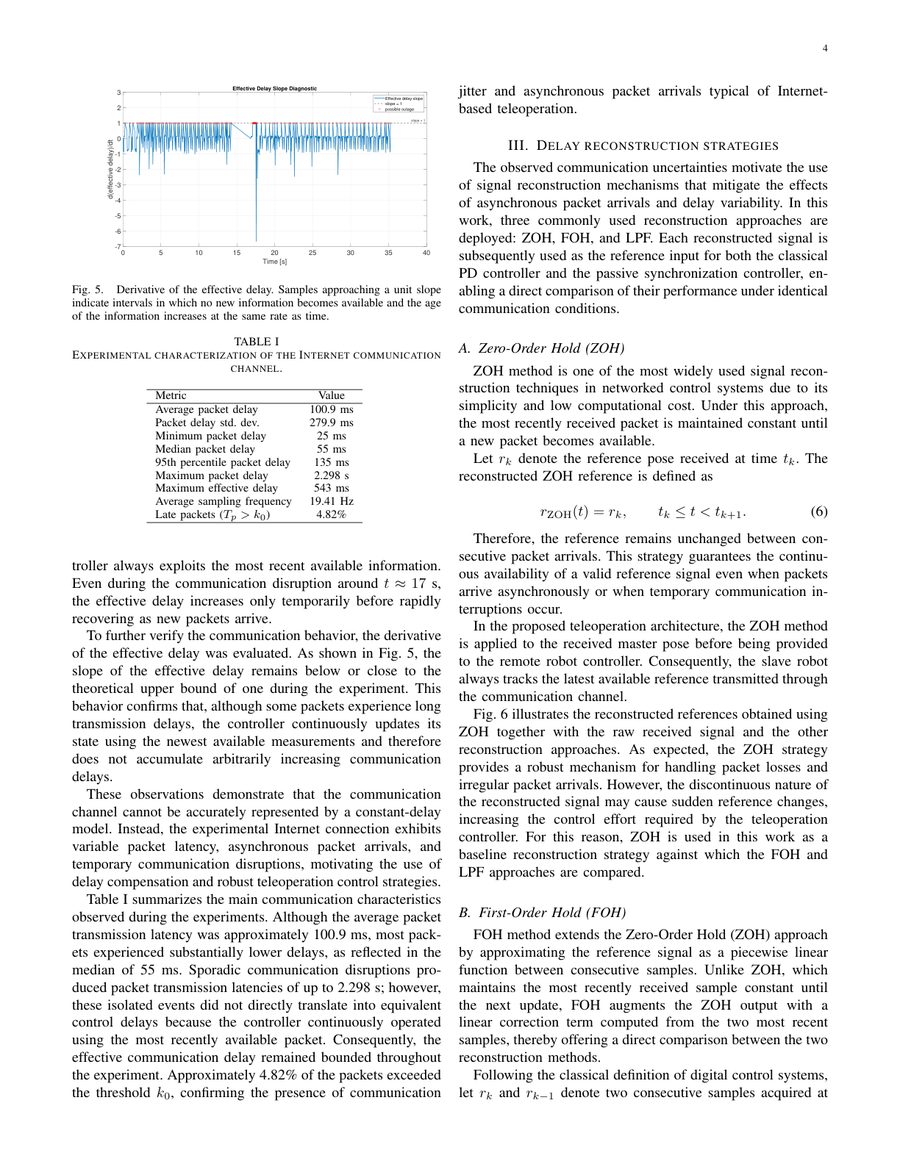 4
Effective Delay Slope Diagnostic
3
2
1
0
-1
-2
-3
-4
-5
-6
-7
d(effective delay)/dt
Effective delay slope
slope = 1
possible outage
slope = 1
0 5 10 15 20 25 30 35 40
Time [s]
Fig. 5. Derivative of the effective delay. Samples approaching a unit slope
indicate intervals in which no new information becomes available and the age
of the information increases at the same rate as time.
TABLE I
EXPERIMENTAL CHARACTERIZATION OF THE INTERNET COMMUNICATION
CHANNEL.
Metric Value
Average packet delay 100.9 ms
Packet delay std. dev. 279.9 ms
Minimum packet delay 25 ms
Median packet delay 55 ms
95th percentile packet delay 135 ms
Maximum packet delay 2.298 s
Maximum effective delay 543 ms
Average sampling frequency 19.41 Hz
Late packets (T_p > k_0) 4.82%
troller always exploits the most recent available information.
Even during the communication disruption around t ≈ 17 s,
the effective delay increases only temporarily before rapidly
recovering as new packets arrive.
To further verify the communication behavior, the derivative
of the effective delay was evaluated. As shown in Fig. 5, the
slope of the effective delay remains below or close to the
theoretical upper bound of one during the experiment. This
behavior confirms that, although some packets experience long
transmission delays, the controller continuously updates its
state using the newest available measurements and therefore
does not accumulate arbitrarily increasing communication
delays.
These observations demonstrate that the communication
channel cannot be accurately represented by a constant-delay
model. Instead, the experimental Internet connection exhibits
variable packet latency, asynchronous packet arrivals, and
temporary communication disruptions, motivating the use of
delay compensation and robust teleoperation control strategies.
Table I summarizes the main communication characteristics
observed during the experiments. Although the average packet
transmission latency was approximately 100.9 ms, most pack-
ets experienced substantially lower delays, as reflected in the
median of 55 ms. Sporadic communication disruptions pro-
duced packet transmission latencies of up to 2.298 s; however,
these isolated events did not directly translate into equivalent
control delays because the controller continuously operated
using the most recently available packet. Consequently, the
effective communication delay remained bounded throughout
the experiment. Approximately 4.82% of the packets exceeded
the threshold k_0, confirming the presence of communication
jitter and asynchronous packet arrivals typical of Internet-
based teleoperation.
III. DELAY RECONSTRUCTION STRATEGIES
The observed communication uncertainties motivate the use
of signal reconstruction mechanisms that mitigate the effects
of asynchronous packet arrivals and delay variability. In this
work, three commonly used reconstruction approaches are
deployed: ZOH, FOH, and LPF. Each reconstructed signal is
subsequently used as the reference input for both the classical
PD controller and the passive synchronization controller, en-
abling a direct comparison of their performance under identical
communication conditions.
A. Zero-Order Hold (ZOH)
ZOH method is one of the most widely used signal recon-
struction techniques in networked control systems due to its
simplicity and low computational cost. Under this approach,
the most recently received packet is maintained constant until
a new packet becomes available.
Let r_k denote the reference pose received at time t_k. The
reconstructed ZOH reference is defined as
r_ZOH(t) = r_k, t_k ≤ t < t_{k+1}. (6)
Therefore, the reference remains unchanged between con-
secutive packet arrivals. This strategy guarantees the continu-
ous availability of a valid reference signal even when packets
arrive asynchronously or when temporary communication in-
terruptions occur.
In the proposed teleoperation architecture, the ZOH method
is applied to the received master pose before being provided
to the remote robot controller. Consequently, the slave robot
always tracks the latest available reference transmitted through
the communication channel.
Fig. 6 illustrates the reconstructed references obtained using
ZOH together with the raw received signal and the other
reconstruction approaches. As expected, the ZOH strategy
provides a robust mechanism for handling packet losses and
irregular packet arrivals. However, the discontinuous nature of
the reconstructed signal may cause sudden reference changes,
increasing the control effort required by the teleoperation
controller. For this reason, ZOH is used in this work as a
baseline reconstruction strategy against which the FOH and
LPF approaches are compared.
B. First-Order Hold (FOH)
FOH method extends the Zero-Order Hold (ZOH) approach
by approximating the reference signal as a piecewise linear
function between consecutive samples. Unlike ZOH, which
maintains the most recently received sample constant until
the next update, FOH augments the ZOH output with a
linear correction term computed from the two most recent
samples, thereby offering a direct comparison between the two
reconstruction methods.
Following the classical definition of digital control systems,
let r_k and r_{k−1} denote two consecutive samples acquired at